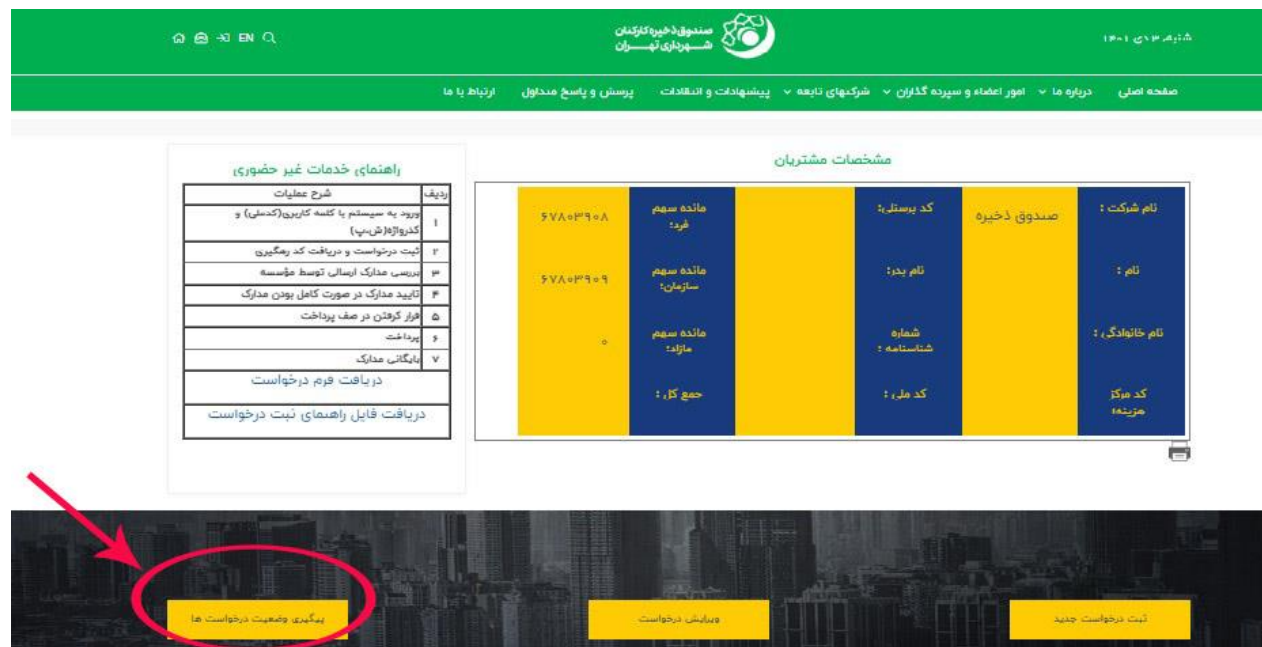 شنبه, ۳ دی ۱۴۰۱
صندوق ذخیره کارکنان
شــهرداری تهــــران
EN
صفحه اصلی
درباره ما
امور اعضاء و سپرده گذاران
شرکتهای تابعه
پیشنهادات و انتقادات
پرسش و پاسخ متداول
ارتباط با ما
مشخصات مشتریان
نام شرکت :
صندوق ذخیره
کد پرسنلی:
مانده سهم فرد:
۶۷۸۰۳۹۰۸
نام :
نام پدر:
مانده سهم سازمان:
۶۷۸۰۳۹۰۹
نام خانوادگی :
شماره شناسنامه :
مانده سهم مازاد:
۰
کد مرکز هزینه:
کد ملی :
جمع کل :
راهنمای خدمات غیر حضوری
ردیف شرح عملیات
۱ ورود به سیستم با کلمه کاربری(کدملی) و
گذرواژه(ش.پ)
۲ ثبت درخواست و دریافت کد رهگیری
۳ بررسی مدارک ارسالی توسط مؤسسه
۴ تایید مدارک در صورت کامل بودن مدارک
۵ قرار گرفتن در صف پرداخت
۶ پرداخت
۷ بایگانی مدارک
دریافت فرم درخواست
دریافت فایل راهنمای ثبت درخواست
ثبت درخواست جدید
ویرایش درخواست
پیگیری وضعیت درخواست ها